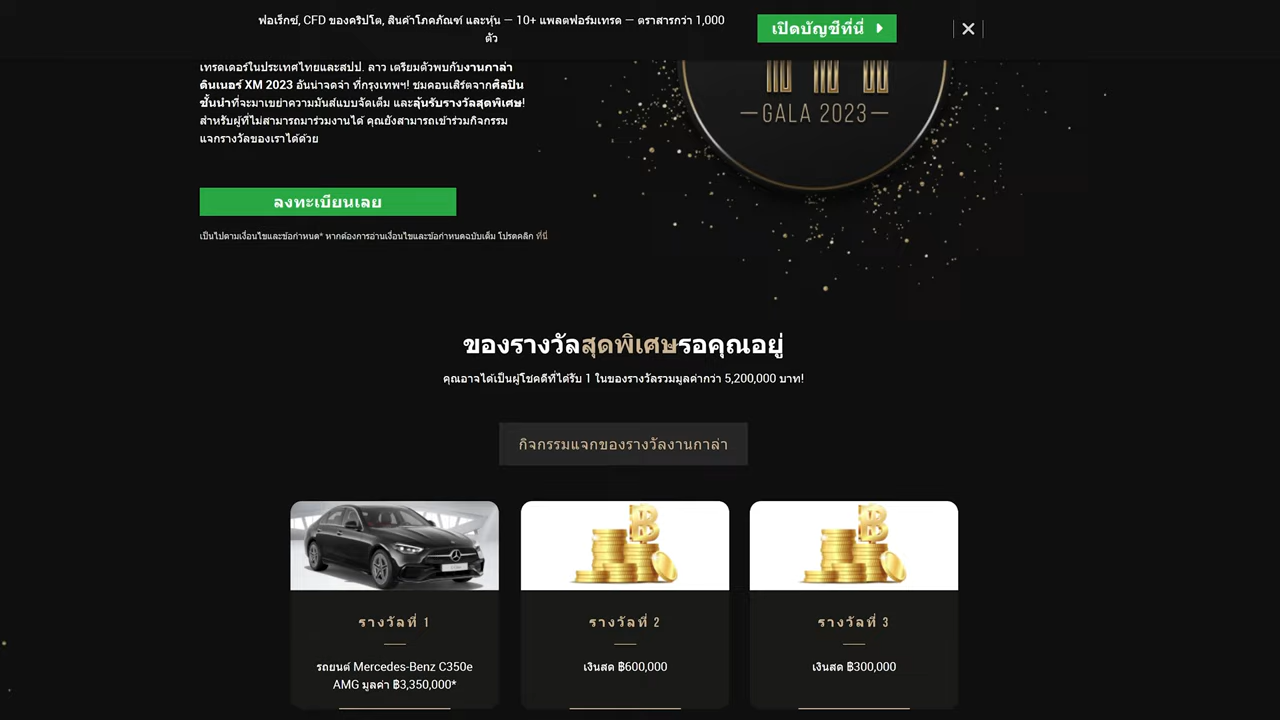 ฟอเร็กซ์, CFD ของคริปโต, สินค้าโภคภัณฑ์ และหุ้น — 10+ แพลตฟอร์มเทรด — ตราสารกว่า 1,000
ตัว
เปิดบัญชีที่นี่
เทรดเดอร์ในประเทศไทยและสปป. ลาว เตรียมตัวพบกับงานกาล่า
ดินเนอร์ XM 2023 อันน่าจดจำ ที่กรุงเทพฯ! ชมคอนเสิร์ตจากศิลปิน
ชั้นนำที่จะมาเขย่าความมันส์แบบจัดเต็ม และลุ้นรับรางวัลสุดพิเศษ!
สำหรับผู้ที่ไม่สามารถมาร่วมงานได้ คุณยังสามารถเข้าร่วมกิจกรรม
แจกรางวัลของเราได้ด้วย
GALA 2023
ลงทะเบียนเลย
เป็นไปตามเงื่อนไขและข้อกำหนด* หากต้องการอ่านเงื่อนไขและข้อกำหนดฉบับเต็ม โปรดคลิก ที่นี่
ของรางวัลสุดพิเศษรอคุณอยู่
คุณอาจได้เป็นผู้โชคดีที่ได้รับ 1 ในของรางวัลรวมมูลค่ากว่า 5,200,000 บาท!
กิจกรรมแจกของรางวัลงานกาล่า
รางวัลที่ 1
รถยนต์ Mercedes-Benz C350e
AMG มูลค่า ฿3,350,000*
รางวัลที่ 2
เงินสด ฿600,000
รางวัลที่ 3
เงินสด ฿300,000